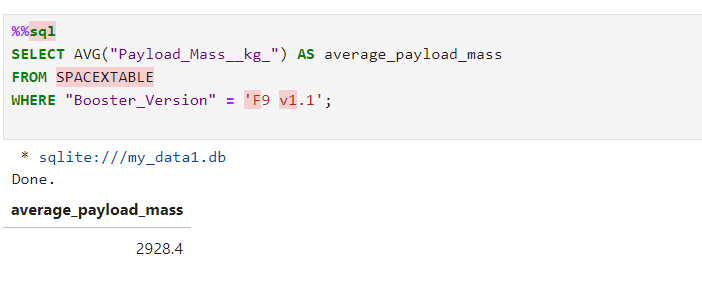 %%sql
SELECT AVG("Payload_Mass__kg_") AS average_payload_mass
FROM SPACEXTABLE
WHERE "Booster_Version" = 'F9 v1.1';
* sqlite:///my_data1.db
Done.
average_payload_mass
2928.4